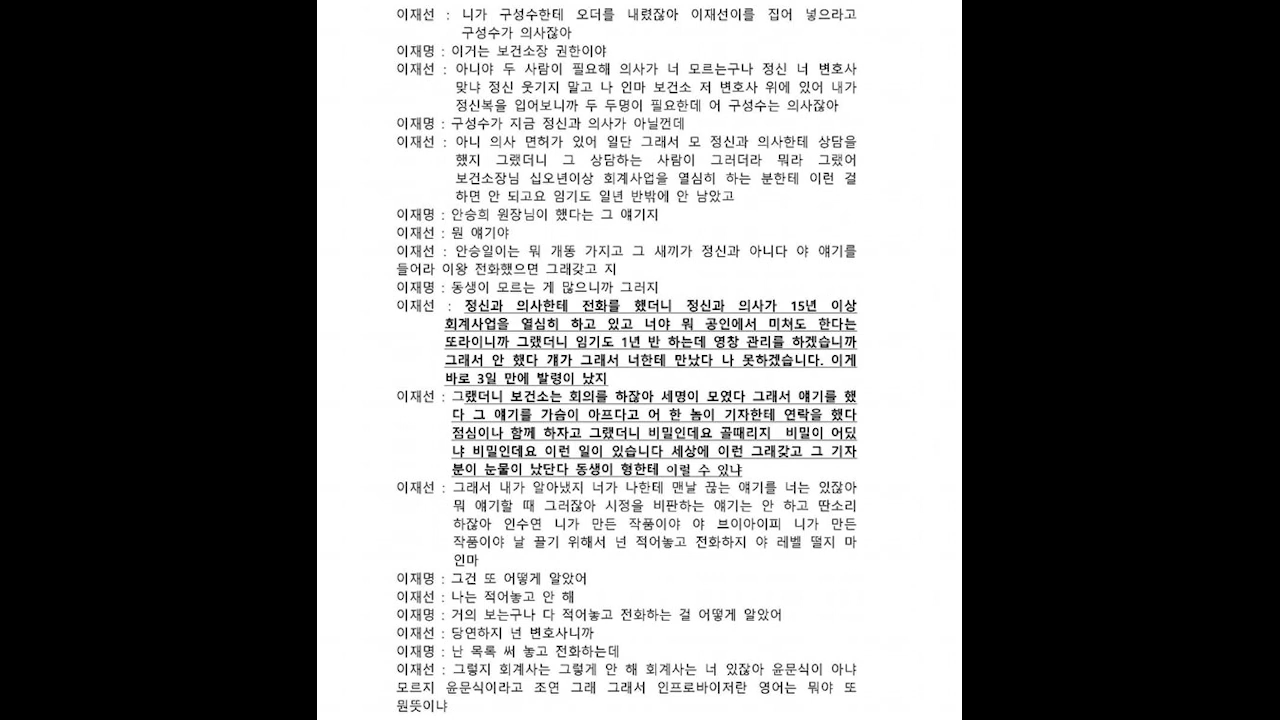 이재선 : 니가 구성수한테 오더를 내렸잖아 이재선이를 집어 넣으라고
구성수가 의사잖아
이재명 : 이거는 보건소장 권한이야
이재선 : 아니야 두 사람이 필요해 의사가 너 모르는구나 정신 너 변호사
맞냐 정신 웃기지 말고 나 인마 보건소 저 변호사 위에 있어 내가
정신복을 입어보니까 두 두명이 필요한데 어 구성수는 의사잖아
이재명 : 구성수가 지금 정신과 의사가 아닐껀데
이재선 : 아니 의사 면허가 있어 일단 그래서 모 정신과 의사한테 상담을
했지 그랬더니 그 상담하는 사람이 그러더라 뭐라 그랬어
보건소장님 십오년이상 회계사업을 열심히 하는 분한테 이런 걸
하면 안 되고요 임기도 일년 반밖에 안 남았고
이재명 : 안승희 원장님이 했다는 그 얘기지
이재선 : 뭔 얘기야
이재선 : 안승일이는 뭐 개똥 가지고 그 새끼가 정신과 아니다 야 얘기를
들어라 이왕 전화했으면 그래갖고 지
이재명 : 동생이 모르는 게 많으니까 그러지
이재선 : 정신과 의사한테 전화를 했더니 정신과 의사가 15년 이상
회계사업을 열심히 하고 있고 너야 뭐 공인에서 미쳐도 한다는
또라이니까 그랬더니 임기도 1년 반 하는데 영창 관리를 하겠습니까
그래서 안 했다 걔가 그래서 너한테 만났다 나 못하겠습니다. 이게
바로 3일 만에 발령이 났지
이재선 : 그랬더니 보건소는 회의를 하잖아 세명이 모였다 그래서 얘기를 했
다 그 얘기를 가슴이 아프다고 어 한 놈이 기자한테 연락을 했다
점심이나 함께 하자고 그랬더니 비밀인데요 골때리지 비밀이 어딨
냐 비밀인데요 이런 일이 있습니다 세상에 이런 그래갖고 그 기자
분이 눈물이 났단다 동생이 형한테 이럴 수 있냐
이재선 : 그래서 내가 알아냈지 너가 나한테 맨날 끊는 얘기를 너는 있잖아
뭐 얘기할 때 그러잖아 시정을 비판하는 얘기는 안 하고 딴소리
하잖아 인수연 니가 만든 작품이야 야 브이아이피 니가 만든
작품이야 날 끌기 위해서 넌 적어놓고 전화하지 야 레벨 떨지 마
인마
이재명 : 그건 또 어떻게 알았어
이재선 : 나는 적어놓고 안 해
이재명 : 거의 보는구나 다 적어놓고 전화하는 걸 어떻게 알았어
이재선 : 당연하지 넌 변호사니까
이재명 : 난 목록 써 놓고 전화하는데
이재선 : 그렇지 회계사는 그렇게 안 해 회계사는 너 있잖아 윤문식이 아냐
모르지 윤문식이라고 조연 그래 그래서 인프로바이저란 영어는 뭐야 또
뭔뜻이냐